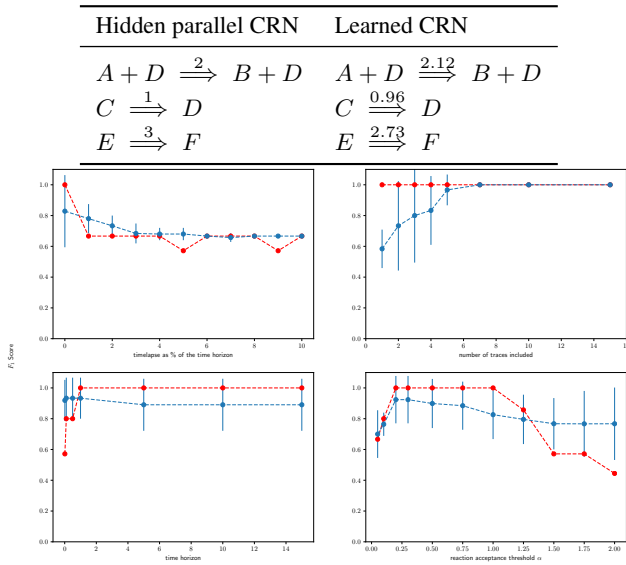 Hidden parallel CRN Learned CRN
A + D =2⇒ B + D A + D =2.12⇒ B + D
C =1⇒ D C =0.96⇒ D
E =3⇒ F E =2.73⇒ F
1.0
0.8
0.6
0.4
0.2
0.0
0 2 4 6 8 10
timelapse as % of the time horizon
1.0
0.8
0.6
0.4
0.2
0.0
2 4 6 8 10 12 14 1
number of traces included
F₁ Score
1.0
0.8
0.6
0.4
0.2
0.0
0 2 4 6 8 10 12 14
time horizon
1.0
0.8
0.6
0.4
0.2
0.0
0.00 0.25 0.50 0.75 1.00 1.25 1.50 1.75 2.00
reaction acceptance threshold α